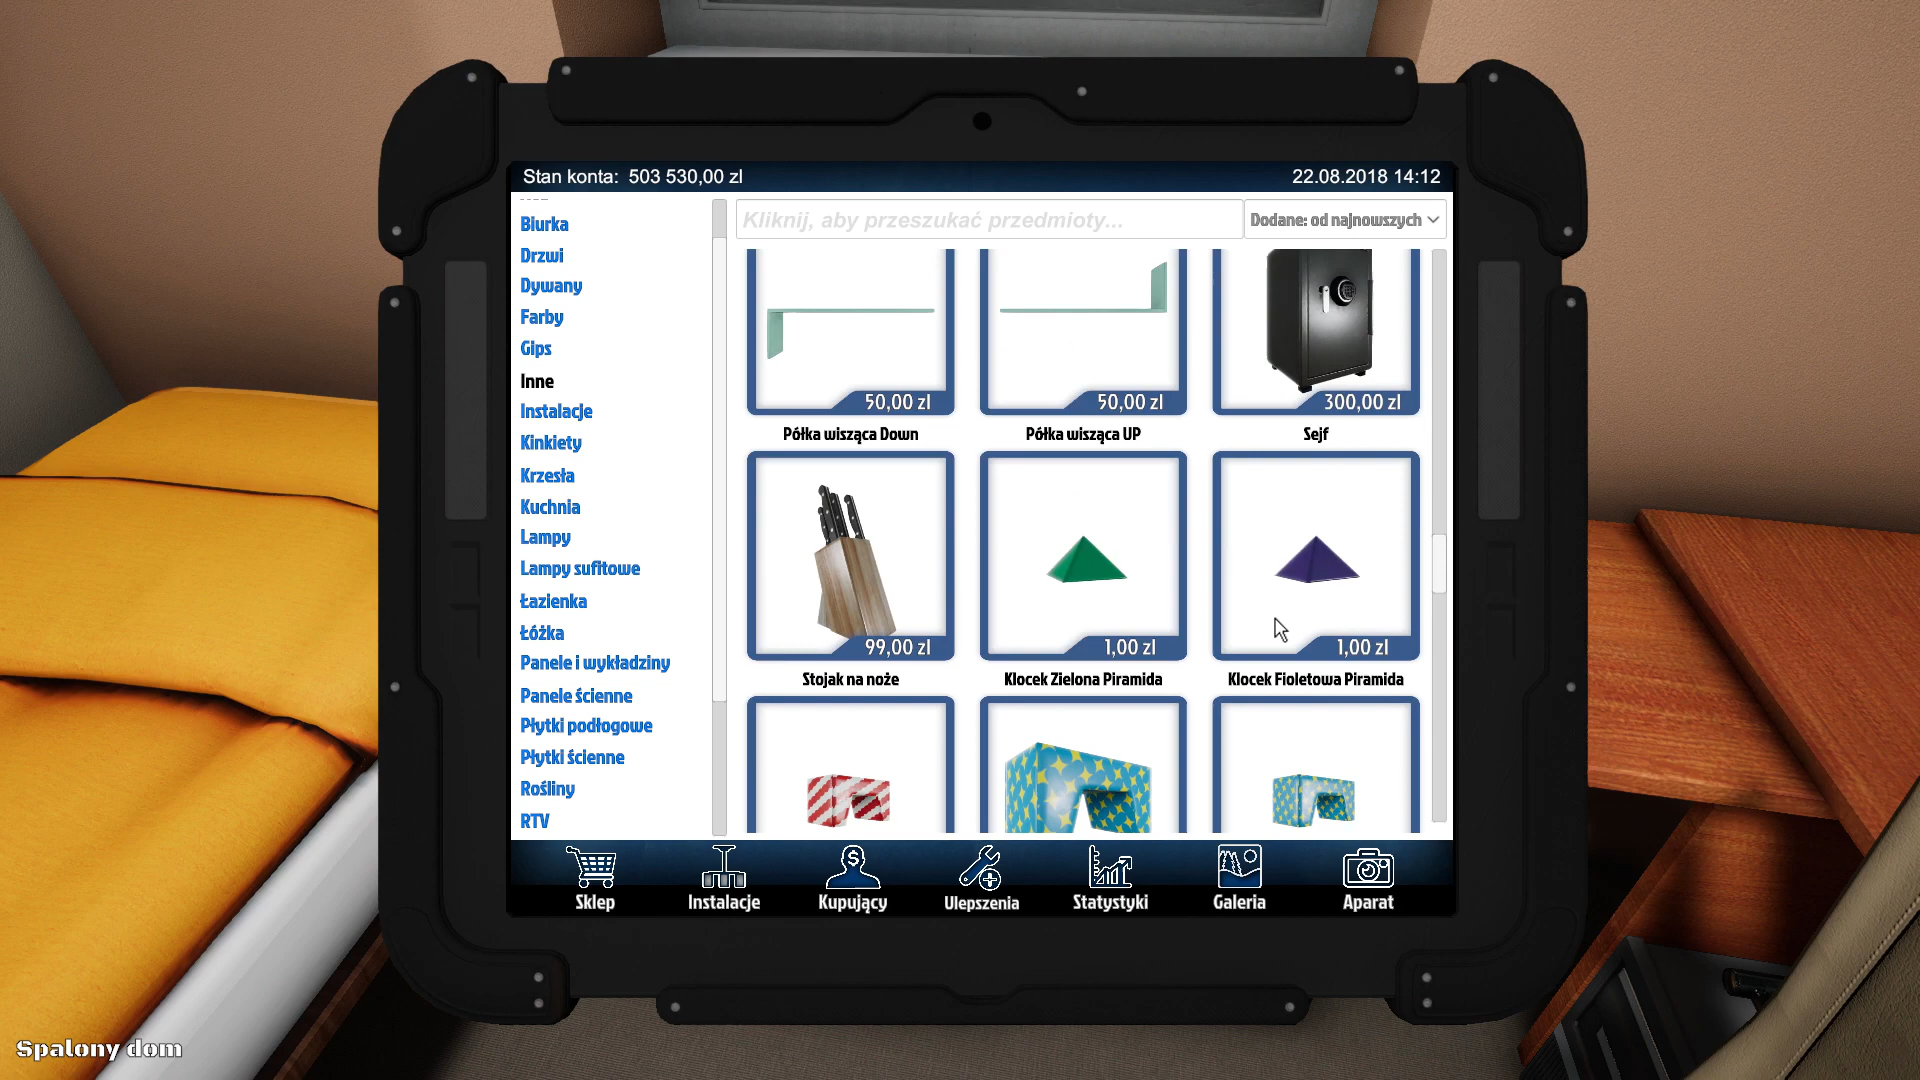 Stan konta: 503 530,00 zl
22.08.2018 14:12
Biurka
Drzwi
Dywany
Farby
Gips
Inne
Instalacje
Kinkiety
Krzesła
Kuchnia
Lampy
Lampy sufitowe
Łazienka
Łóżka
Panele i wykładziny
Panele ścienne
Płytki podłogowe
Płytki ścienne
Rośliny
RTV
Kliknij, aby przeszukać przedmioty...
Dodane: od najnowszych
50,00 zl
50,00 zl
300,00 zl
Półka wisząca Down
Półka wisząca UP
Sejf
99,00 zl
1,00 zl
1,00 zl
Stojak na noże
Klocek Zielona Piramida
Klocek Fioletowa Piramida
Sklep
Instalacje
Kupujący
Ulepszenia
Statystyki
Galeria
Aparat
Spalony dom